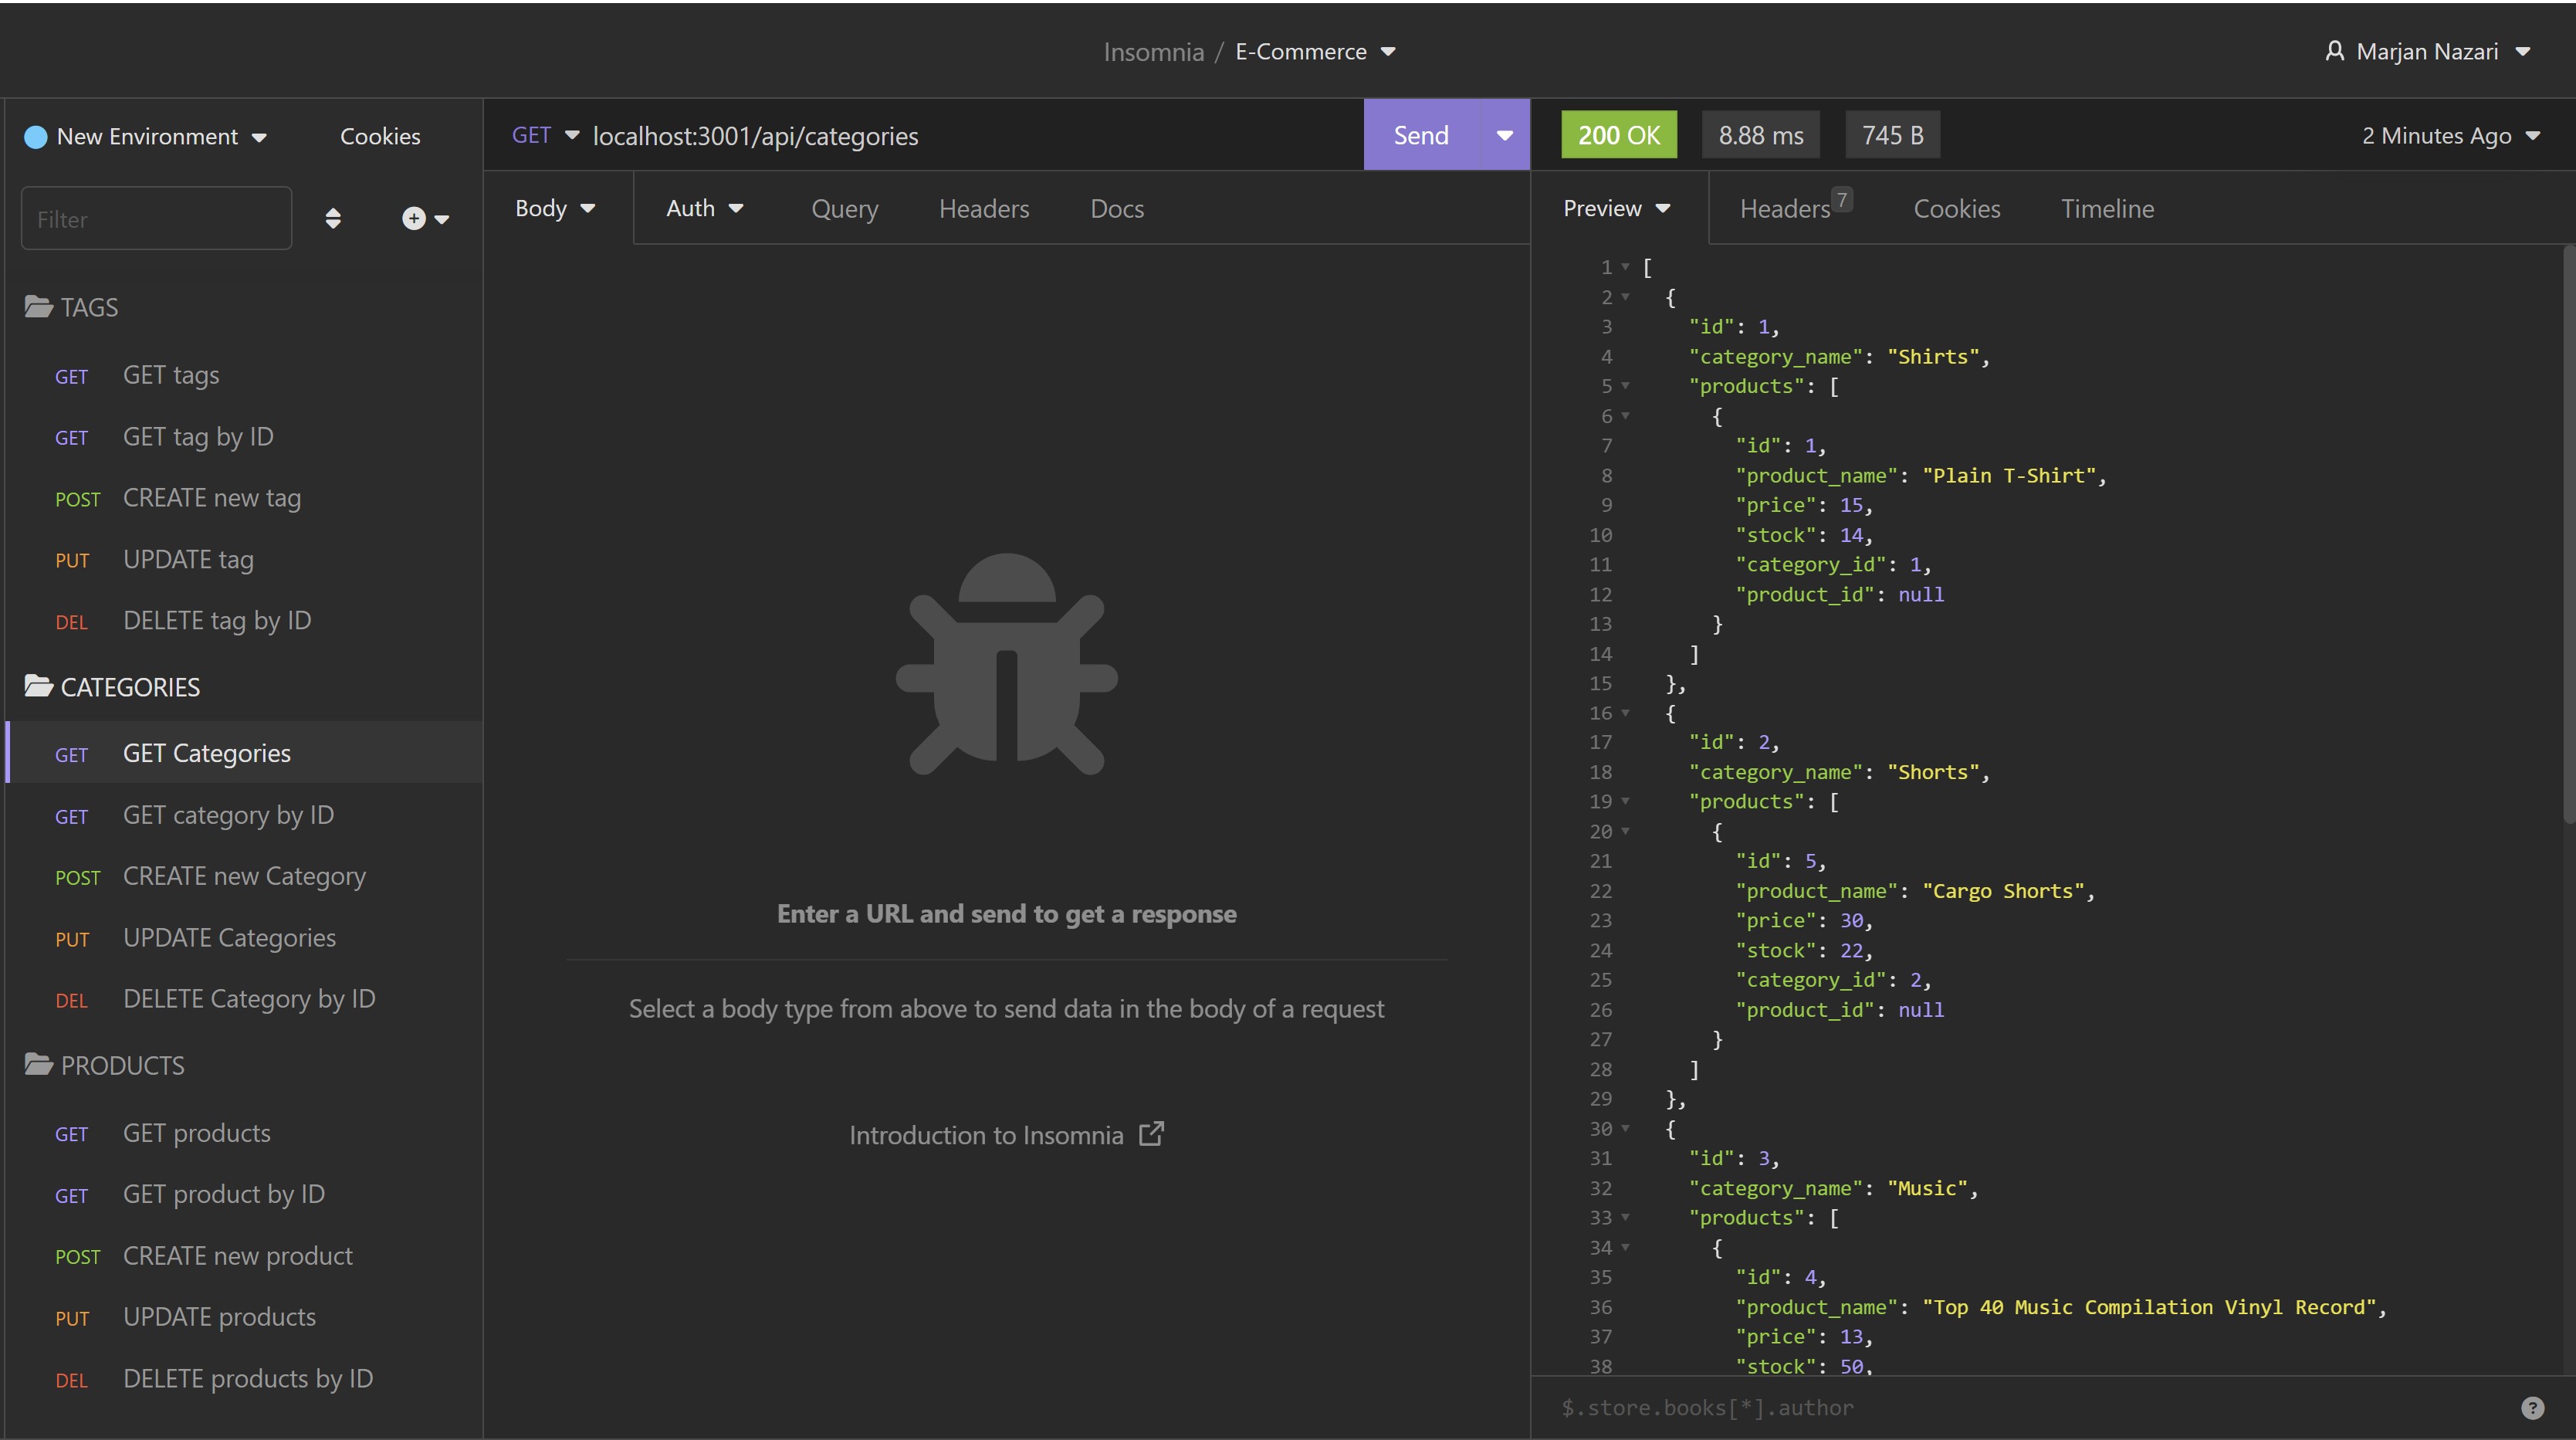 Insomnia / E-Commerce
Marjan Nazari
New Environment
Cookies
Filter
TAGS
GET GET tags
GET GET tag by ID
POST CREATE new tag
PUT UPDATE tag
DEL DELETE tag by ID
CATEGORIES
GET GET Categories
GET GET category by ID
POST CREATE new Category
PUT UPDATE Categories
DEL DELETE Category by ID
PRODUCTS
GET GET products
GET GET product by ID
POST CREATE new product
PUT UPDATE products
DEL DELETE products by ID
GET localhost:3001/api/categories Send
Body Auth Query Headers Docs
Enter a URL and send to get a response
Select a body type from above to send data in the body of a request
Introduction to Insomnia
200 OK 8.88 ms 745 B 2 Minutes Ago
Preview Headers 7 Cookies Timeline
1 [
2 {
3 "id": 1,
4 "category_name": "Shirts",
5 "products": [
6 {
7 "id": 1,
8 "product_name": "Plain T-Shirt",
9 "price": 15,
10 "stock": 14,
11 "category_id": 1,
12 "product_id": null
13 }
14 ]
15 },
16 {
17 "id": 2,
18 "category_name": "Shorts",
19 "products": [
20 {
21 "id": 5,
22 "product_name": "Cargo Shorts",
23 "price": 30,
24 "stock": 22,
25 "category_id": 2,
26 "product_id": null
27 }
28 ]
29 },
30 {
31 "id": 3,
32 "category_name": "Music",
33 "products": [
34 {
35 "id": 4,
36 "product_name": "Top 40 Music Compilation Vinyl Record",
37 "price": 13,
38 "stock": 50,
$.store.books[*].author
?